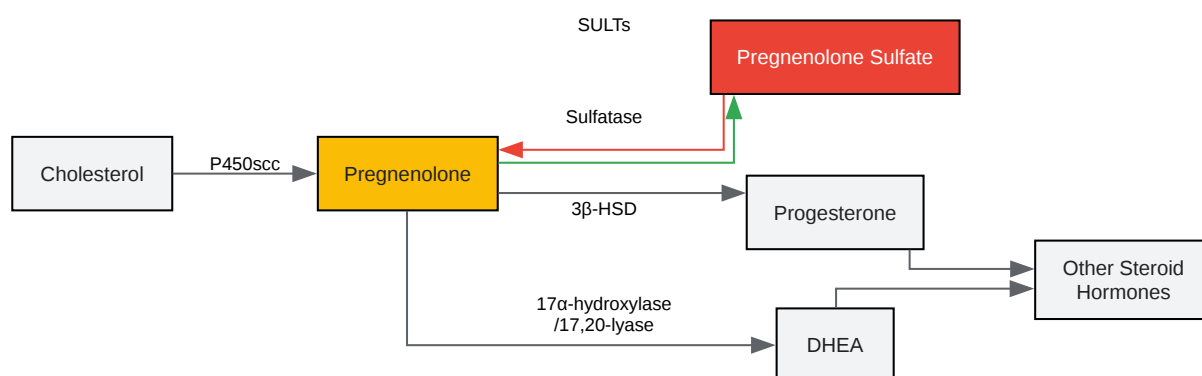 SULTs
Pregnenolone Sulfate
Sulfatase
Cholesterol
P450scc
Pregnenolone
3β-HSD
Progesterone
Other Steroid
Hormones
17α-hydroxylase
/17,20-lyase
DHEA